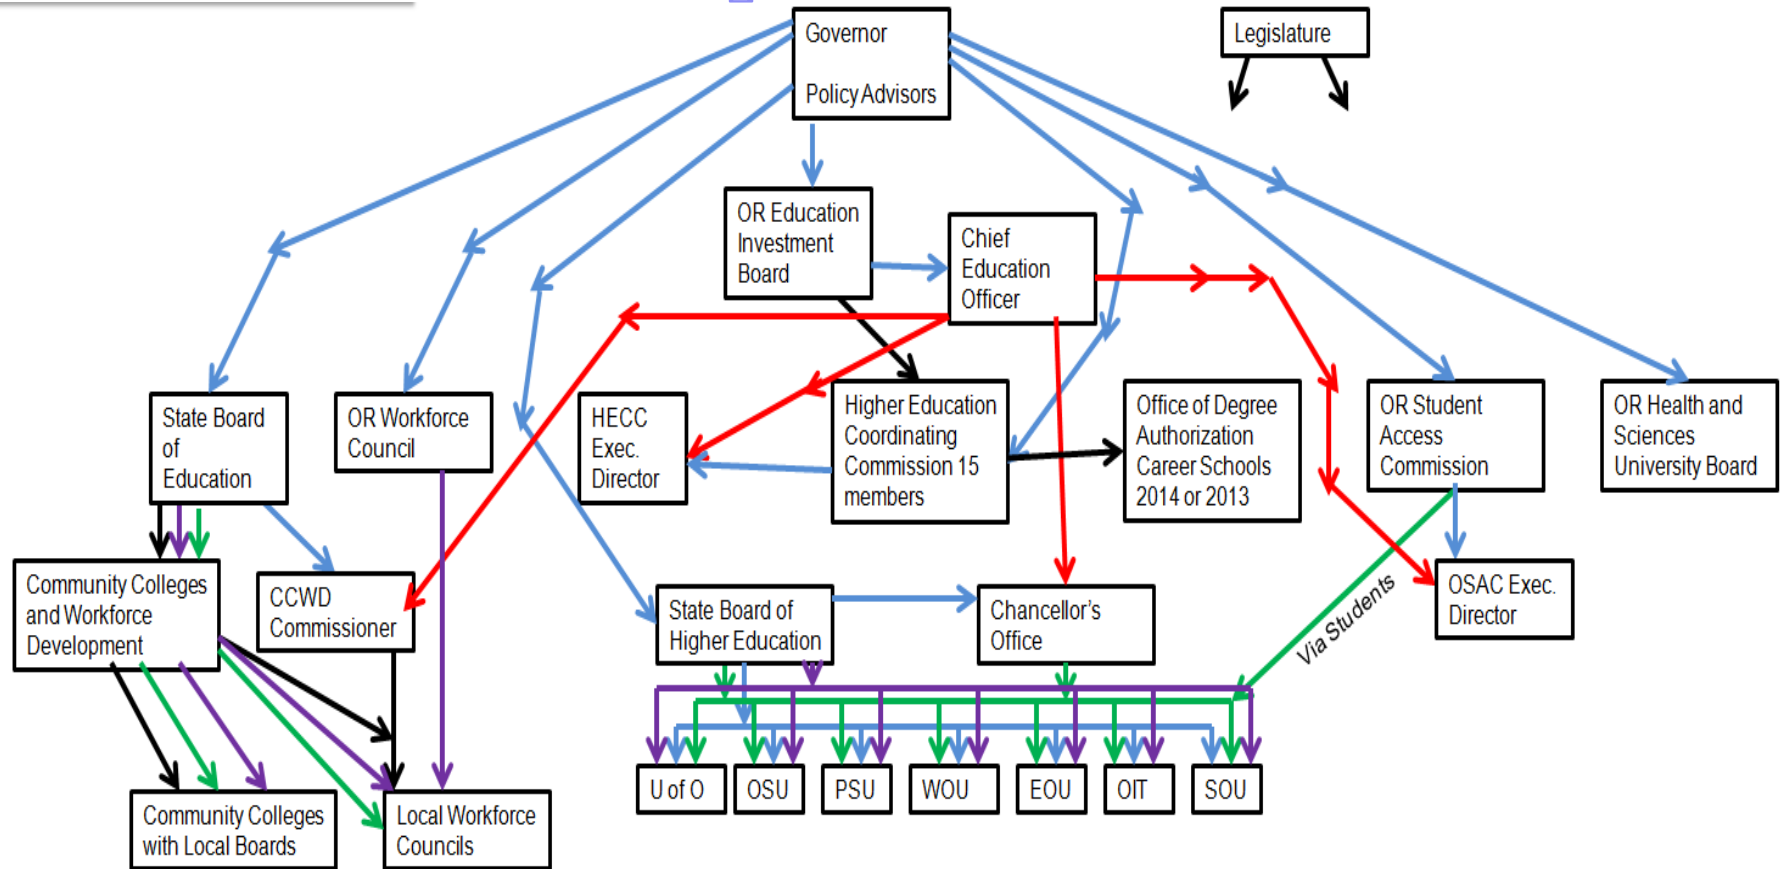 Governor
Policy Advisors
Legislature
OR Education
Investment
Board
Chief
Education
Officer
State Board
of
Education
OR Workforce
Council
HECC
Exec.
Director
Higher Education
Coordinating
Commission 15
members
Office of Degree
Authorization
Career Schools
2014 or 2013
OR Student
Access
Commission
OR Health and
Sciences
University Board
Community Colleges
and Workforce
Development
CCWD
Commissioner
State Board of
Higher Education
Chancellor's
Office
Via Students
OSAC Exec.
Director
U of O
OSU
PSU
WOU
EOU
OIT
SOU
Community Colleges
with Local Boards
Local Workforce
Councils